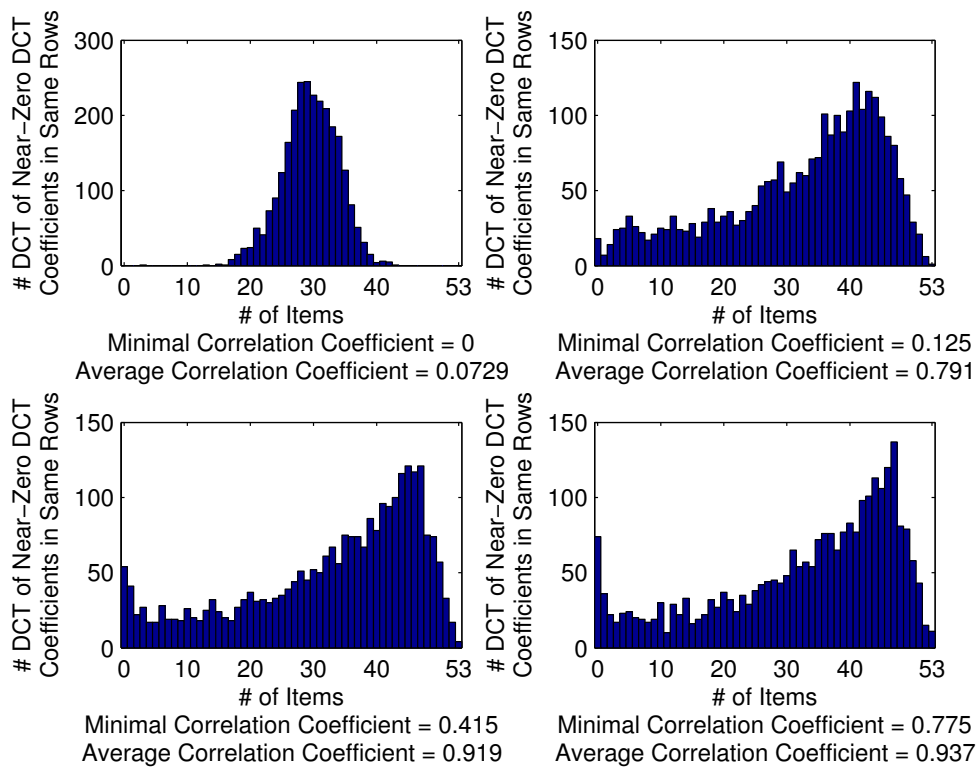 # DCT of Near−Zero DCT
Coefficients in Same Rows
300
200
100
0
0 10 20 30 40 53
# of Items
Minimal Correlation Coefficient = 0
Average Correlation Coefficient = 0.0729
# DCT of Near−Zero DCT
Coefficients in Same Rows
150
100
50
0
0 10 20 30 40 53
# of Items
Minimal Correlation Coefficient = 0.125
Average Correlation Coefficient = 0.791
# DCT of Near−Zero DCT
Coefficients in Same Rows
150
100
50
0
0 10 20 30 40 53
# of Items
Minimal Correlation Coefficient = 0.415
Average Correlation Coefficient = 0.919
# DCT of Near−Zero DCT
Coefficients in Same Rows
150
100
50
0
0 10 20 30 40 53
# of Items
Minimal Correlation Coefficient = 0.775
Average Correlation Coefficient = 0.937